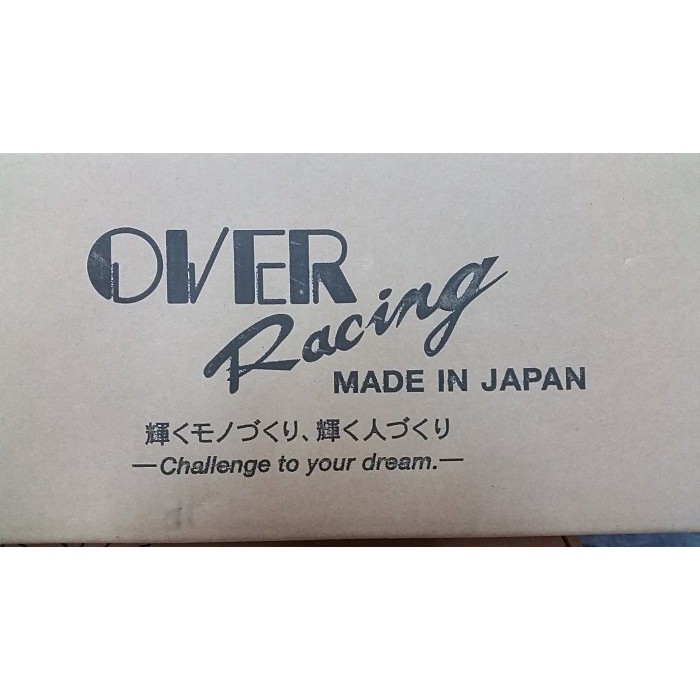 OVER
Racing
MADE IN JAPAN
輝くモノづくり、輝く人づくり
—Challenge to your dream.—